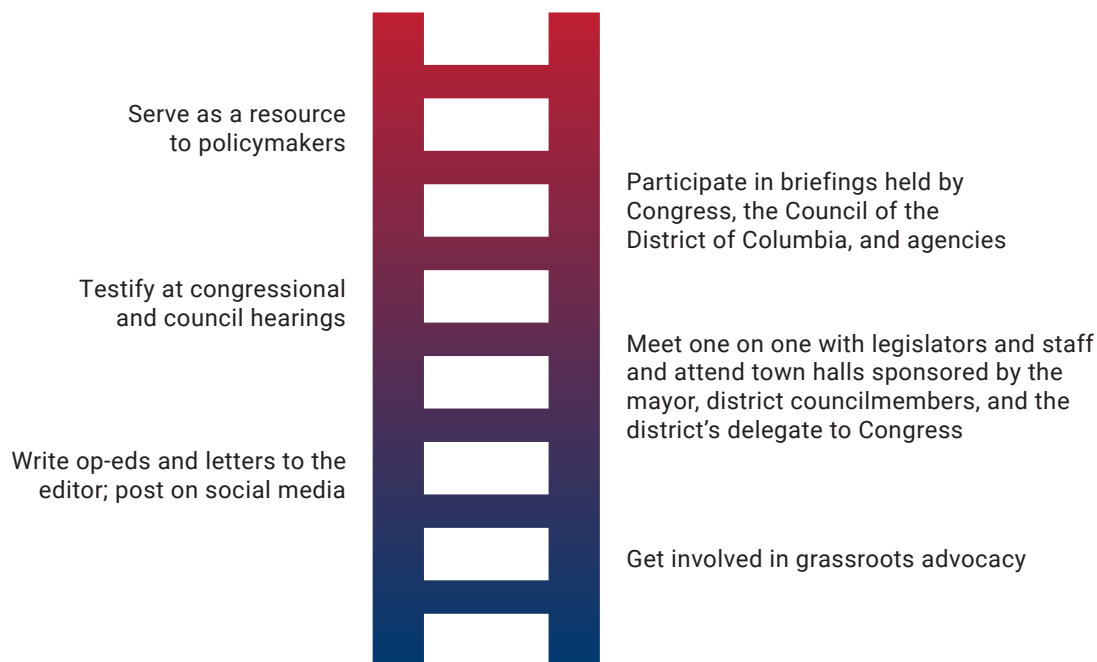 Serve as a resource
to policymakers
Participate in briefings held by
Congress, the Council of the
District of Columbia, and agencies
Testify at congressional
and council hearings
Meet one on one with legislators and staff
and attend town halls sponsored by the
mayor, district councilmembers, and the
district’s delegate to Congress
Write op-eds and letters to the
editor; post on social media
Get involved in grassroots advocacy